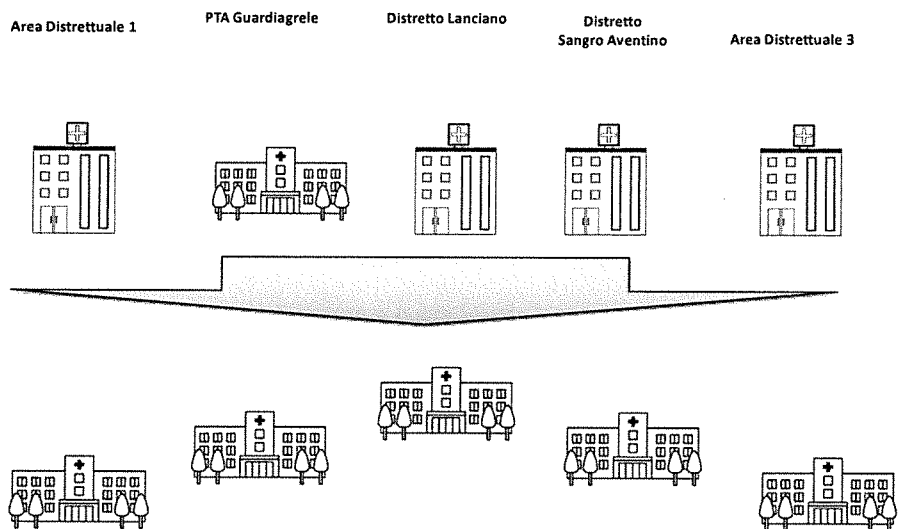 Area Distrettuale 1
PTA Guardiagrele
Distretto Lanciano
Distretto
Sangro Aventino
Area Distrettuale 3